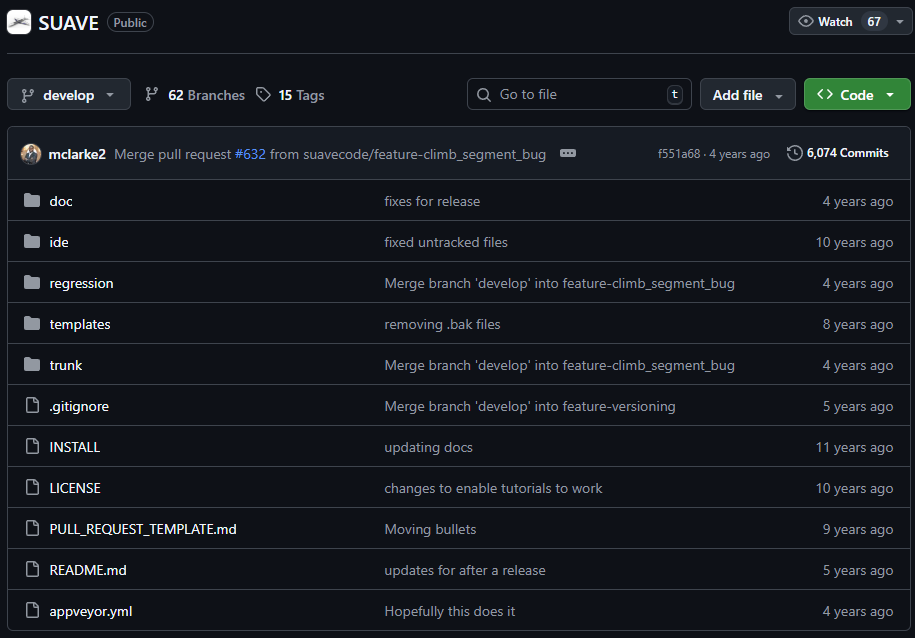 SUAVE Public Watch 67
develop 62 Branches 15 Tags Go to file t Add file Code
mclarke2 Merge pull request #632 from suavecode/feature-climb_segment_bug f551a68 · 4 years ago 6,074 Commits
doc fixes for release 4 years ago
ide fixed untracked files 10 years ago
regression Merge branch 'develop' into feature-climb_segment_bug 4 years ago
templates removing .bak files 8 years ago
trunk Merge branch 'develop' into feature-climb_segment_bug 4 years ago
.gitignore Merge branch 'develop' into feature-versioning 5 years ago
INSTALL updating docs 11 years ago
LICENSE changes to enable tutorials to work 10 years ago
PULL_REQUEST_TEMPLATE.md Moving bullets 9 years ago
README.md updates for after a release 5 years ago
appveyor.yml Hopefully this does it 4 years ago